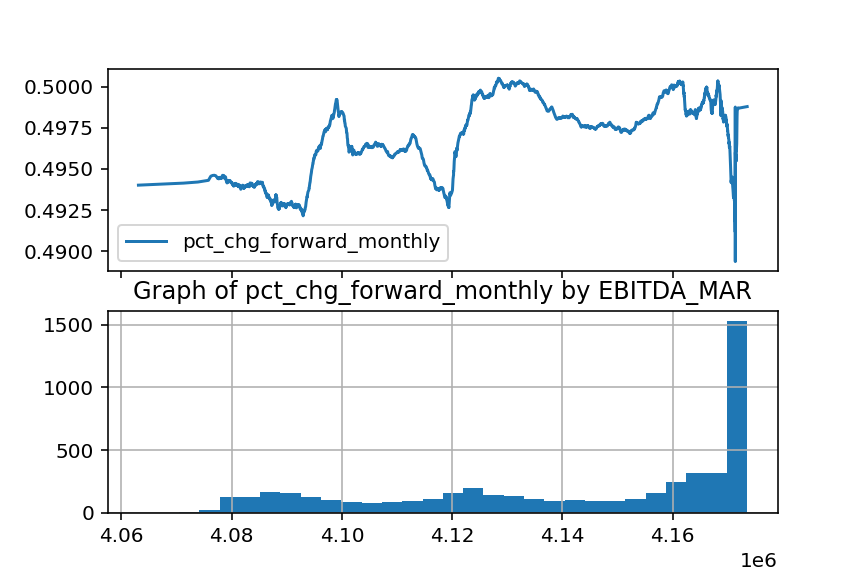 0.5000
0.4975
0.4950
0.4925
0.4900
pct_chg_forward_monthly
Graph of pct_chg_forward_monthly by EBITDA_MAR
1500
1000
500
0
4.06 4.08 4.10 4.12 4.14 4.16
1e6